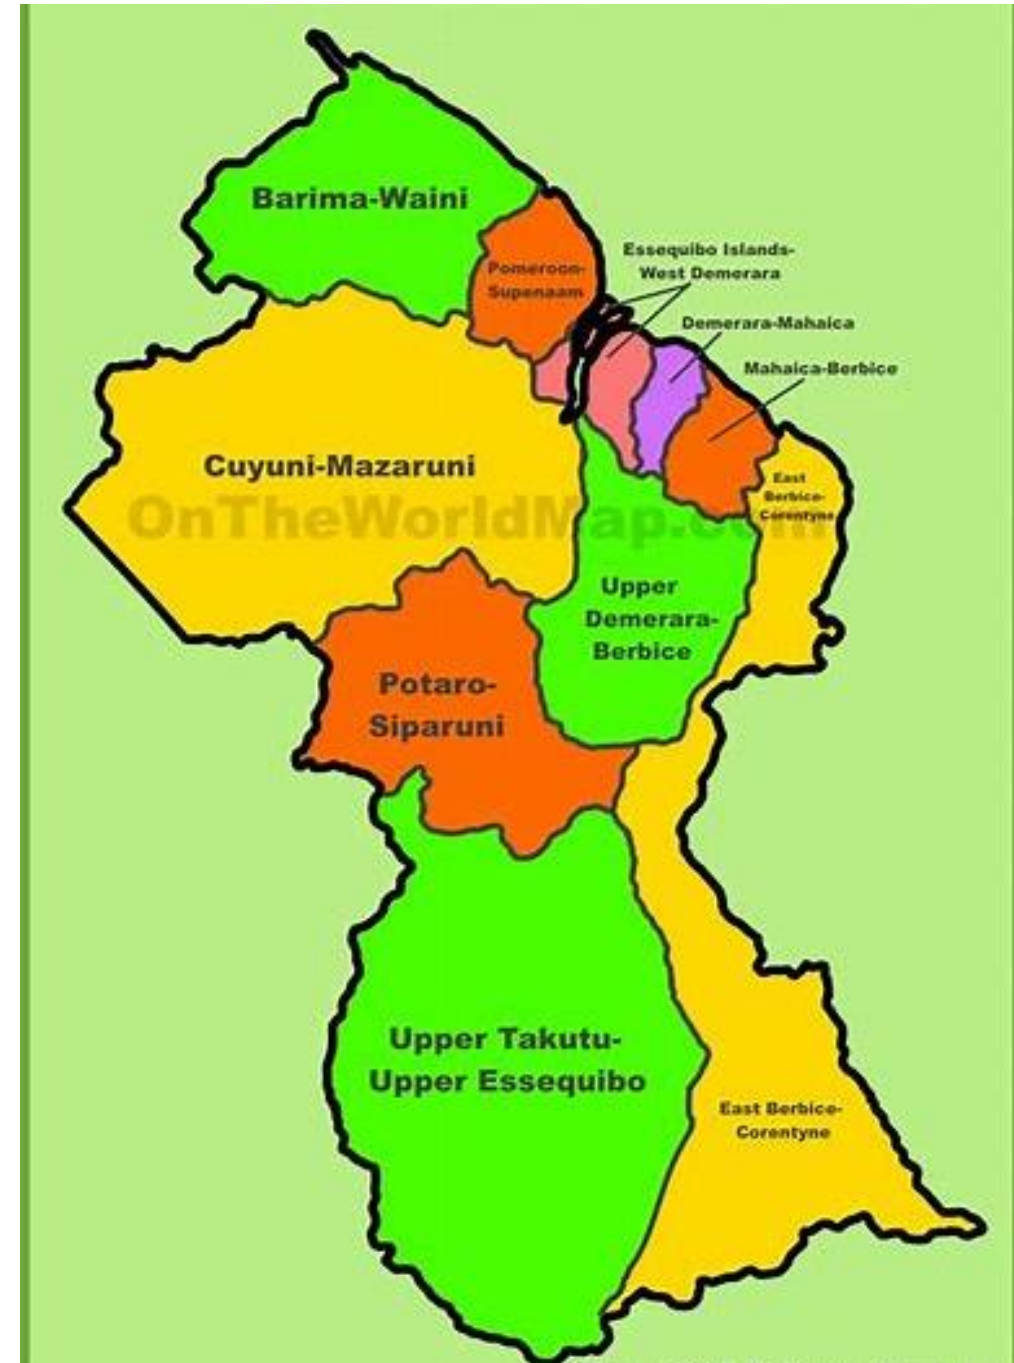 Barima-Waini
Essequibo Islands-
West Demerara
Pomeroon-
Supenaam
Demerara-Mahaica
Mahaica-Berbice
Cuyuni-Mazaruni
East
Berbice-
Corentyne
OnTheWorldMap.com
Upper
Demerara-
Berbice
Potaro-
Siparuni
Upper Takutu-
Upper Essequibo
East Berbice-
Corentyne